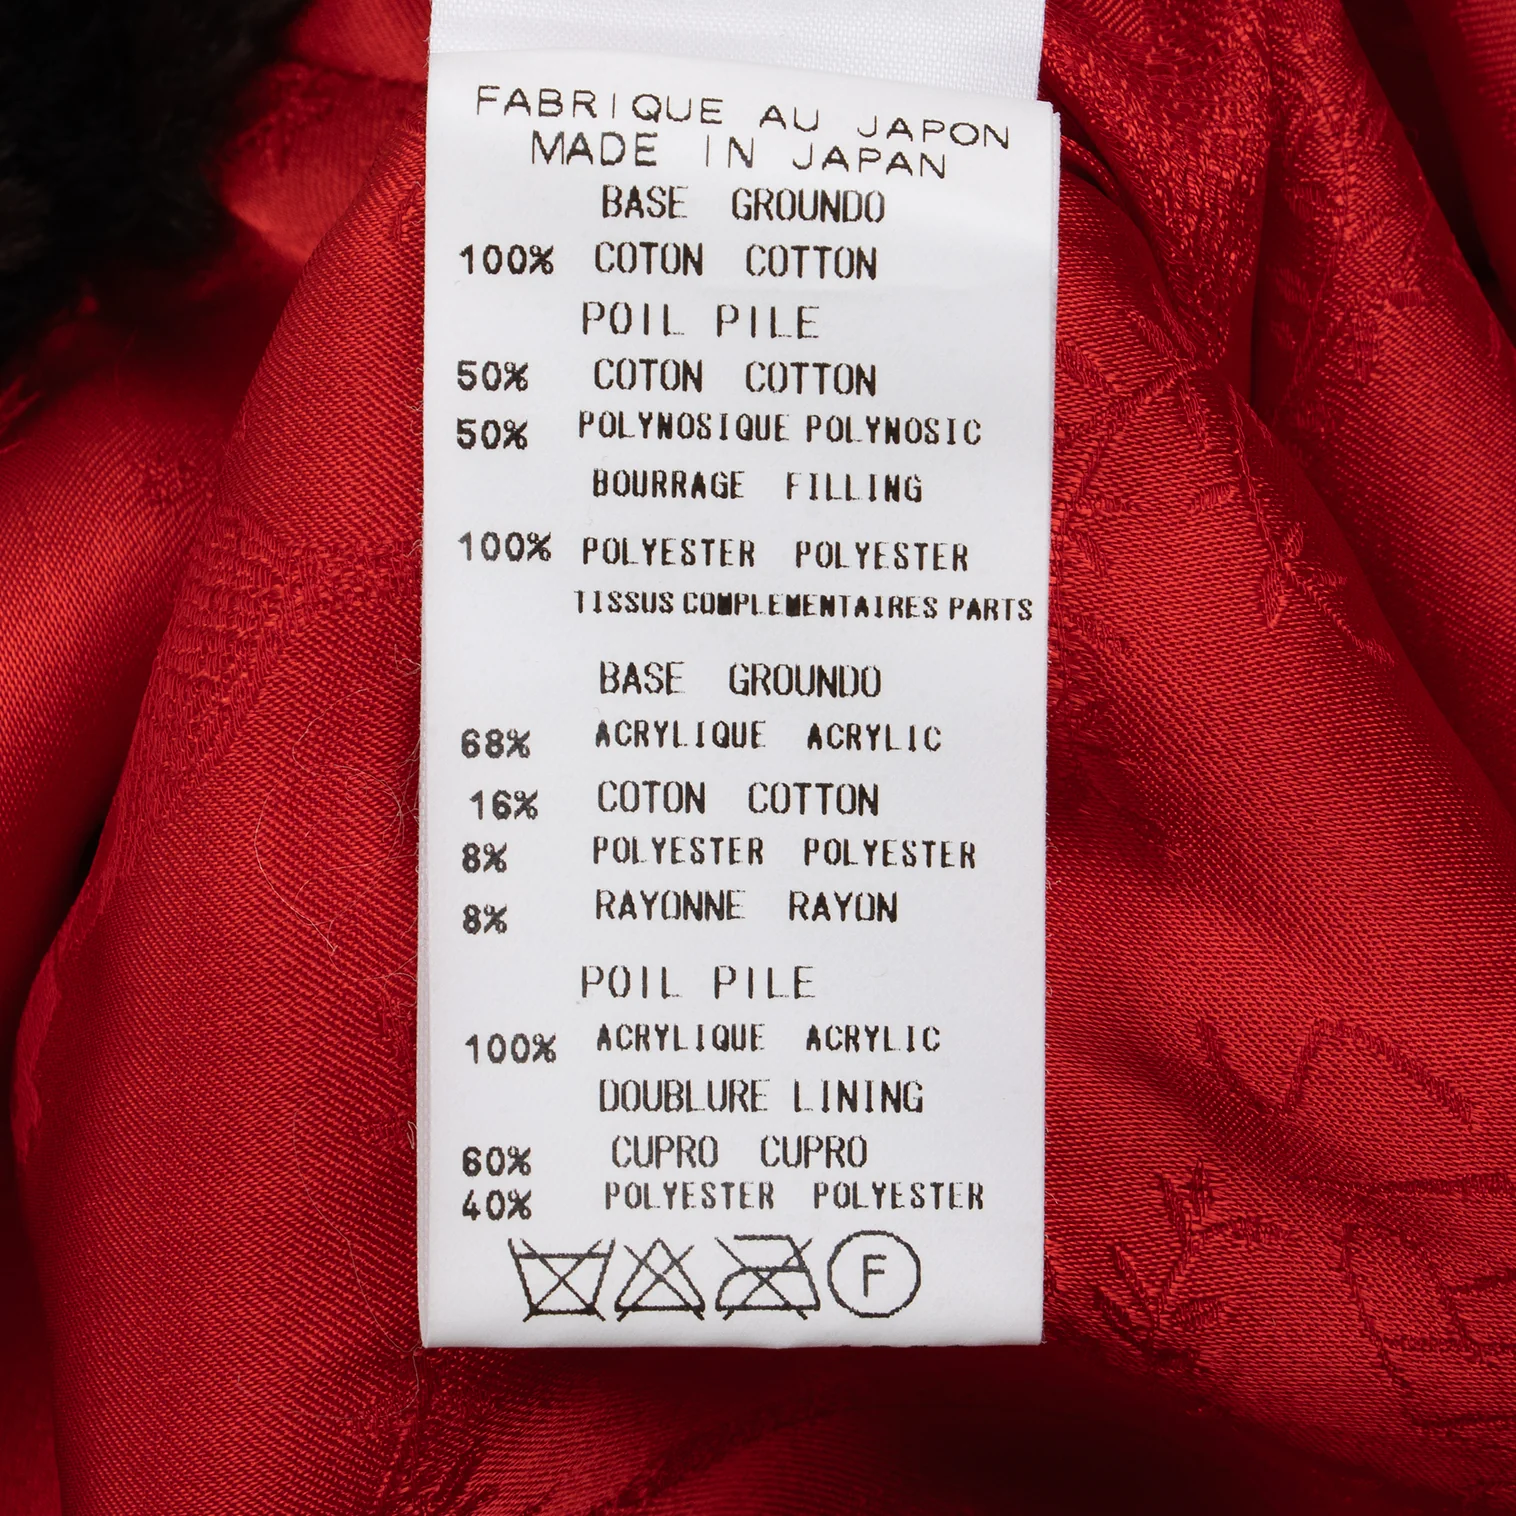 FABRIQUE AU JAPON
MADE IN JAPAN
BASE GROUNDO
100% COTON COTTON
POIL PILE
50% COTON COTTON
50% POLYNOSIQUE POLYNOSIC
BOURRAGE FILLING
100% POLYESTER POLYESTER
TISSUS COMPLEMENTAIRES PARTS
BASE GROUNDO
68% ACRYLIQUE ACRYLIC
16% COTON COTTON
8% POLYESTER POLYESTER
8% RAYONNE RAYON
POIL PILE
100% ACRYLIQUE ACRYLIC
DOUBLURE LINING
60% CUPRO CUPRO
40% POLYESTER POLYESTER
F